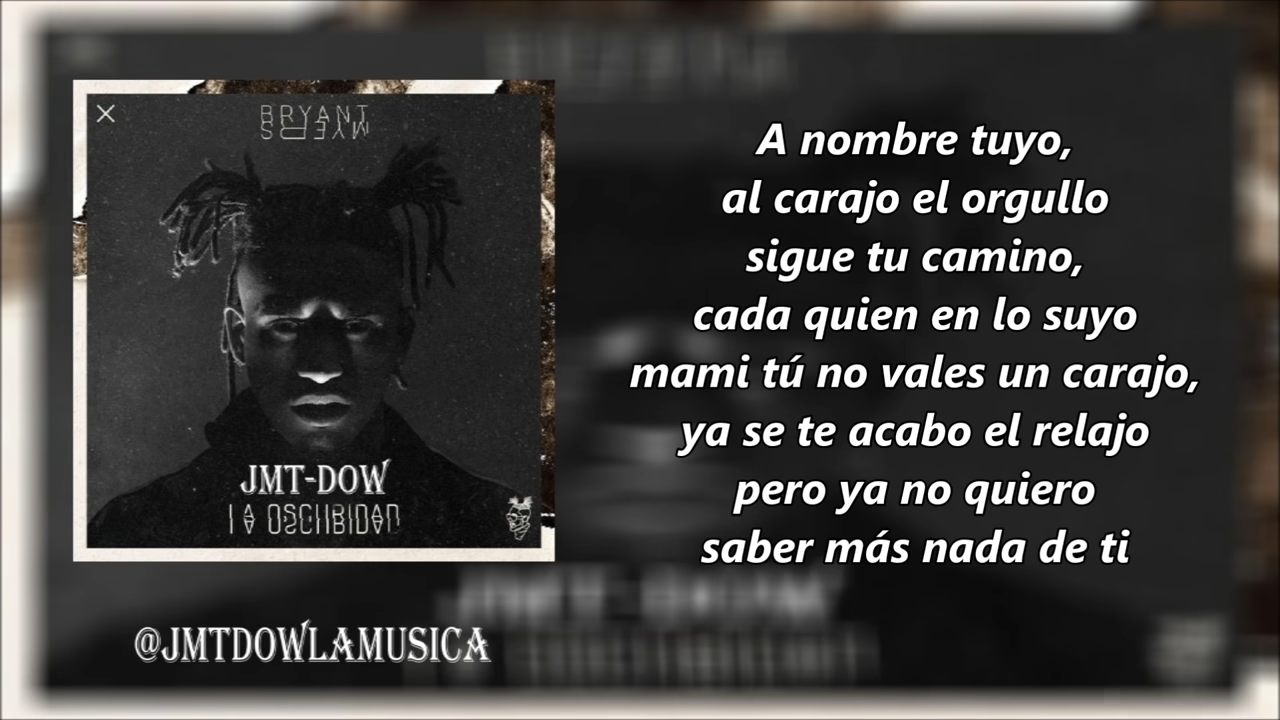 BRYANT
MYERS
JMT-DOW
LA OSCURIDAD
@JMTDOWLAMUSICA
A nombre tuyo,
al carajo el orgullo
sigue tu camino,
cada quien en lo suyo
mami tú no vales un carajo,
ya se te acabo el relajo
pero ya no quiero
saber más nada de ti